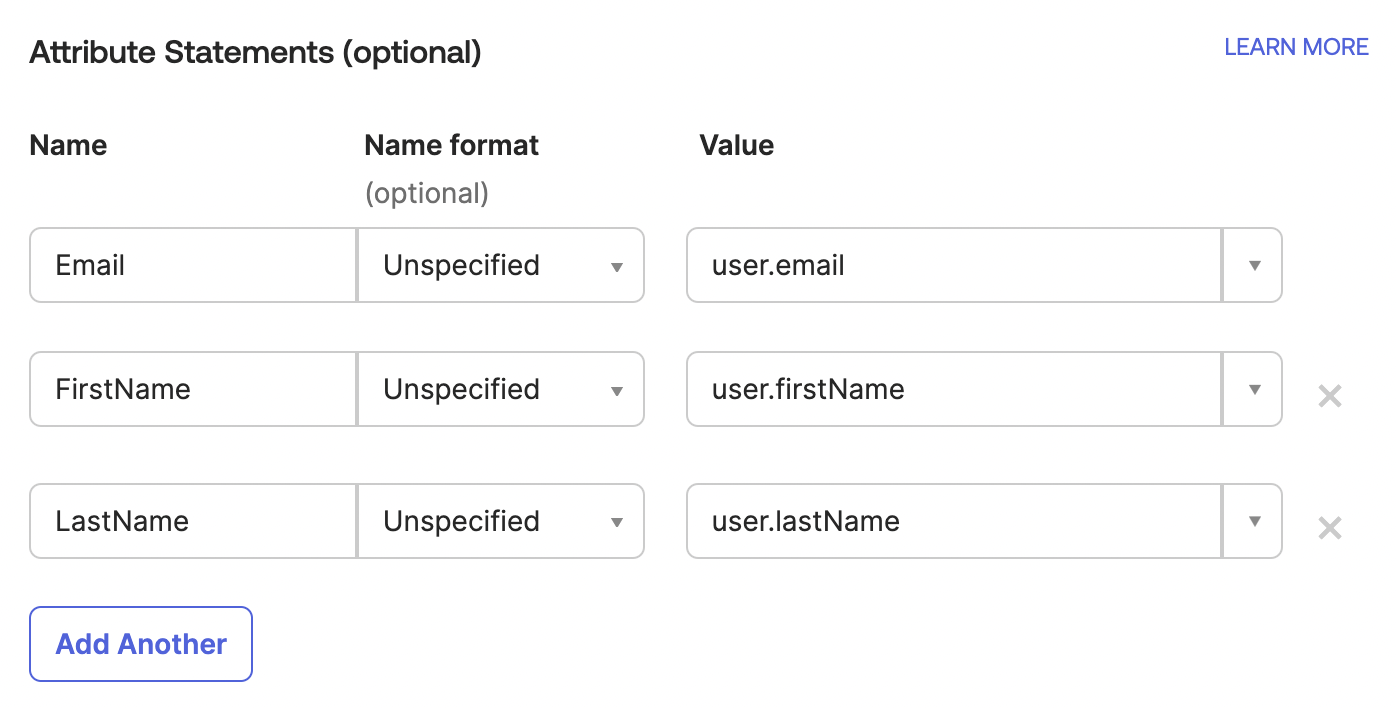 Attribute Statements (optional) LEARN MORE
Name Name format Value
(optional)
Email Unspecified user.email
FirstName Unspecified user.firstName
LastName Unspecified user.lastName
Add Another